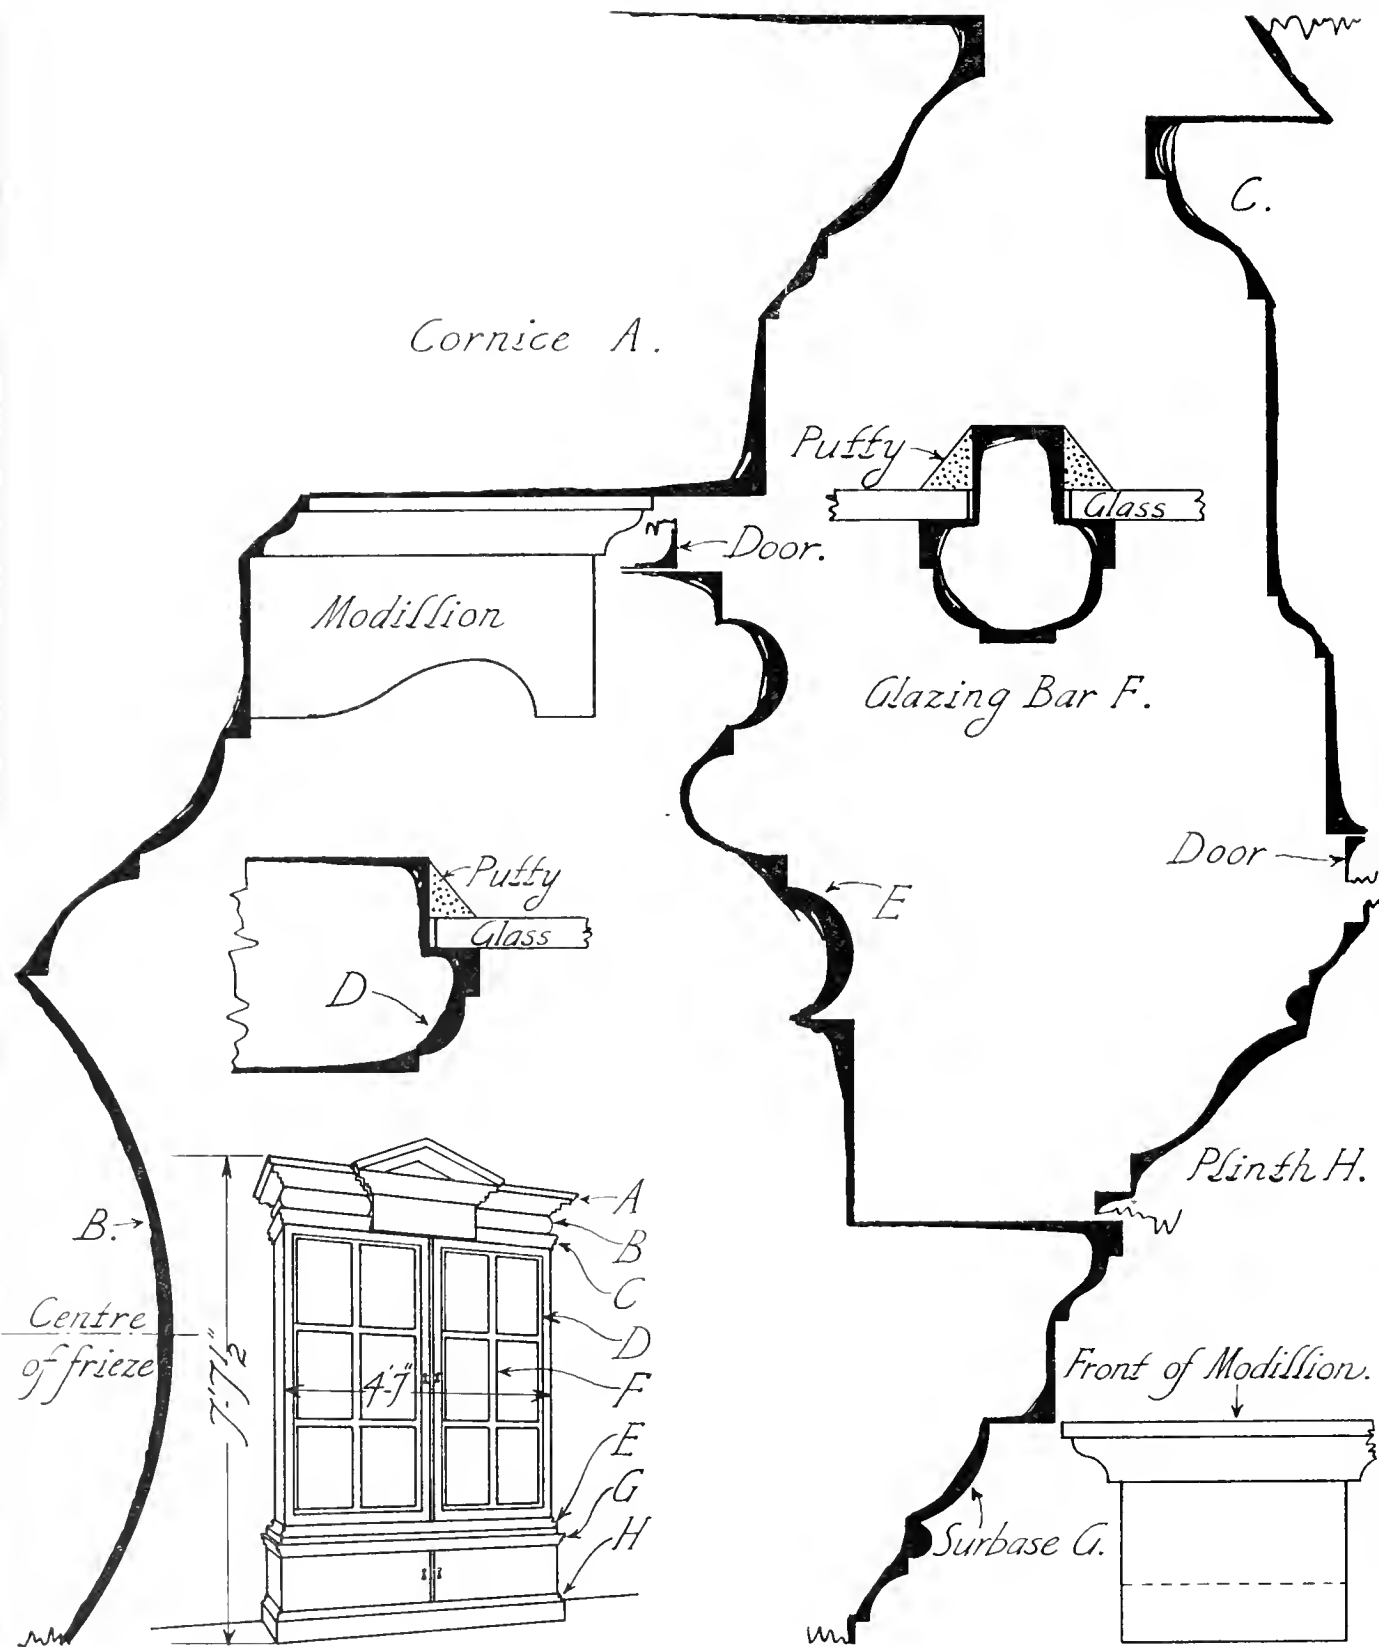 C.
Cornice A.
Putty
Glass
Door.
Modillion
Glazing Bar F.
Door
Putty
Glass
E
D
Plinth H.
B.
Centre
of frieze
7'-7½"
4'-7"
A
B
C
D
F
E
G
H
Front of Modillion.
Surbase G.